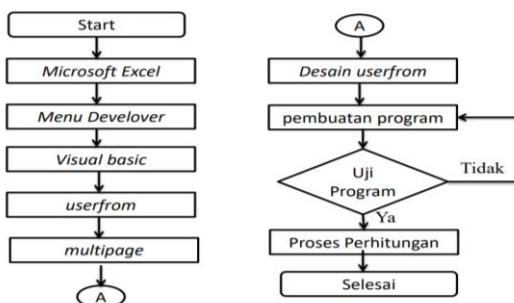 Start
Microsoft Excel
Menu Develover
Visual basic
userfrom
multipage
A
A
Desain userfrom
pembuatan program
Uji
Program
Tidak
Ya
Proses Perhitungan
Selesai